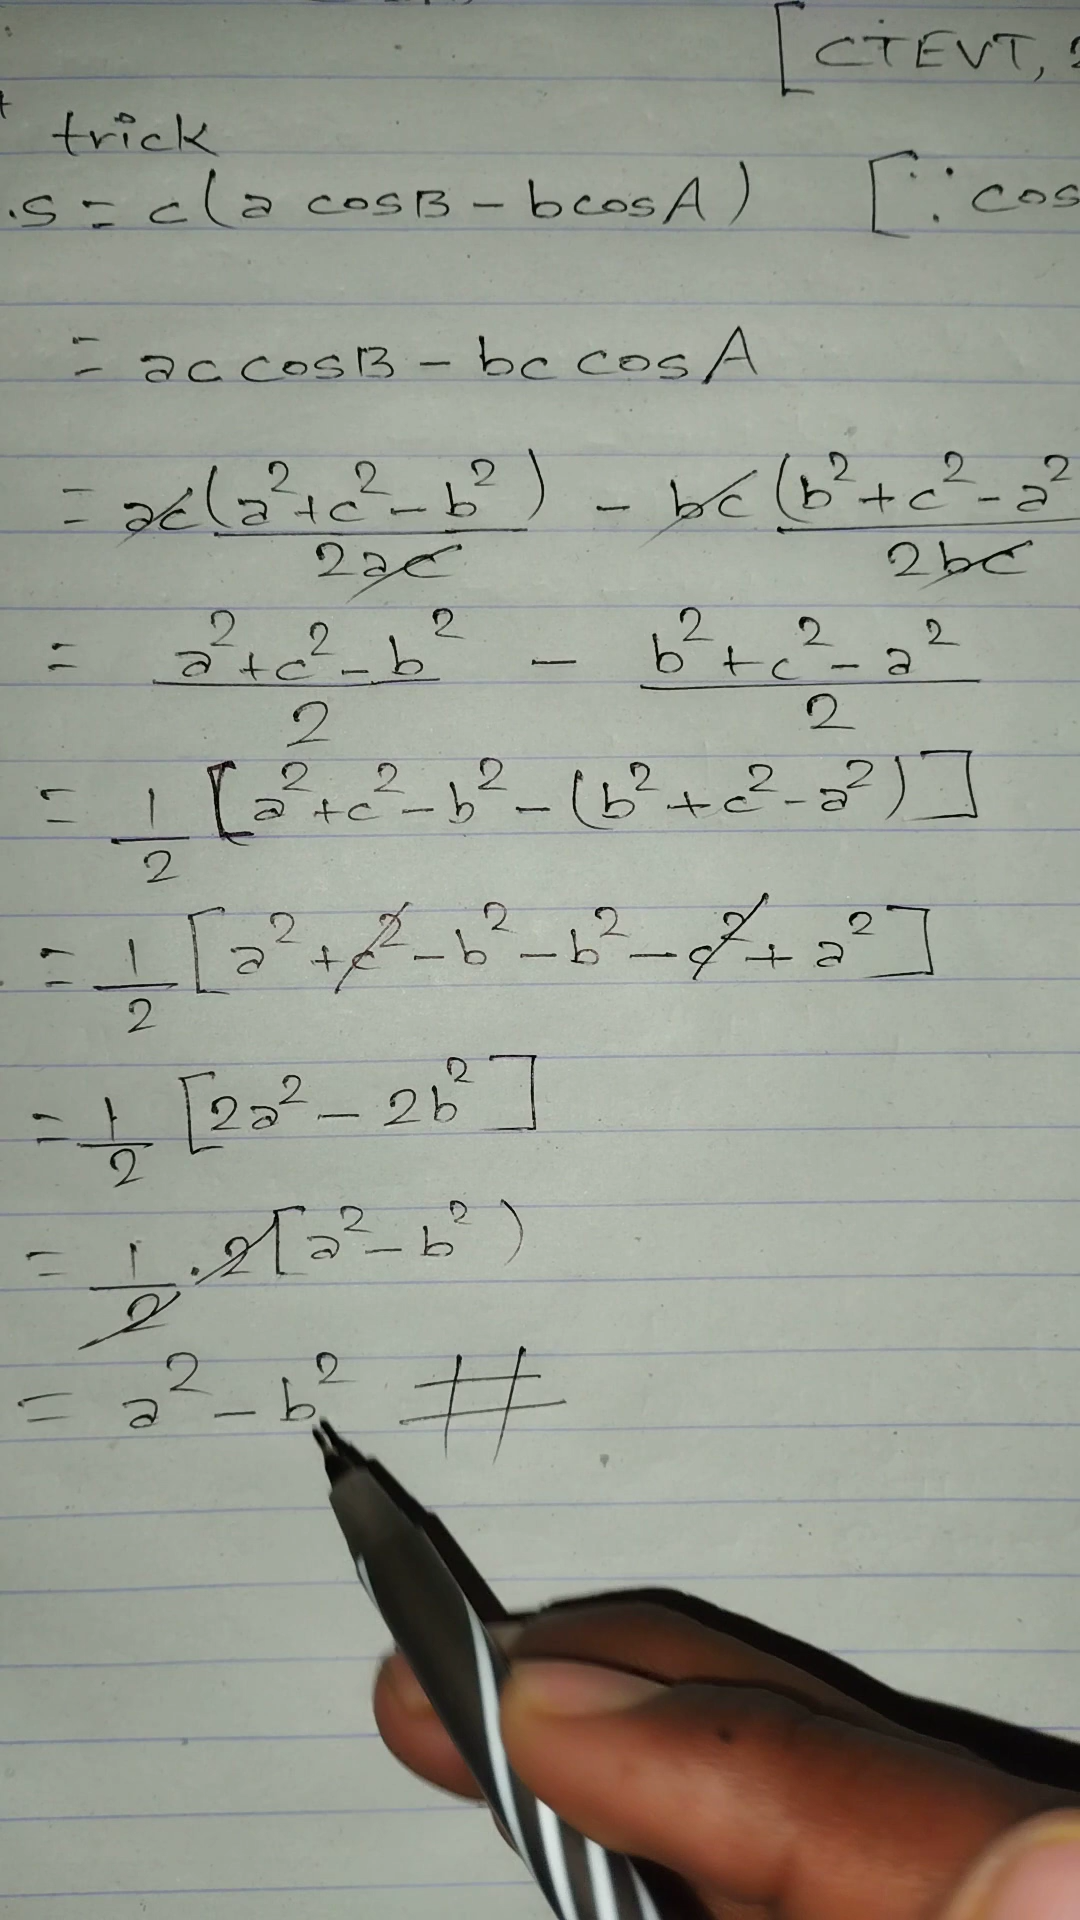 [CTEVT,
trick
.S = c(a cosB - b cosA) [∵ cos
= ac cosB - bc cosA
= ac(a²+c²-b²)/2ac - bc(b²+c²-a²/2bc
= a²+c²-b²/2 - b²+c²-a²/2
= 1/2 [a²+c²-b²-(b²+c²-a²)]
= 1/2 [a²+c²-b²-b²-c²+a²]
= 1/2 [2a²-2b²]
= 1/2 . 2[a²-b²)
= a²-b² #